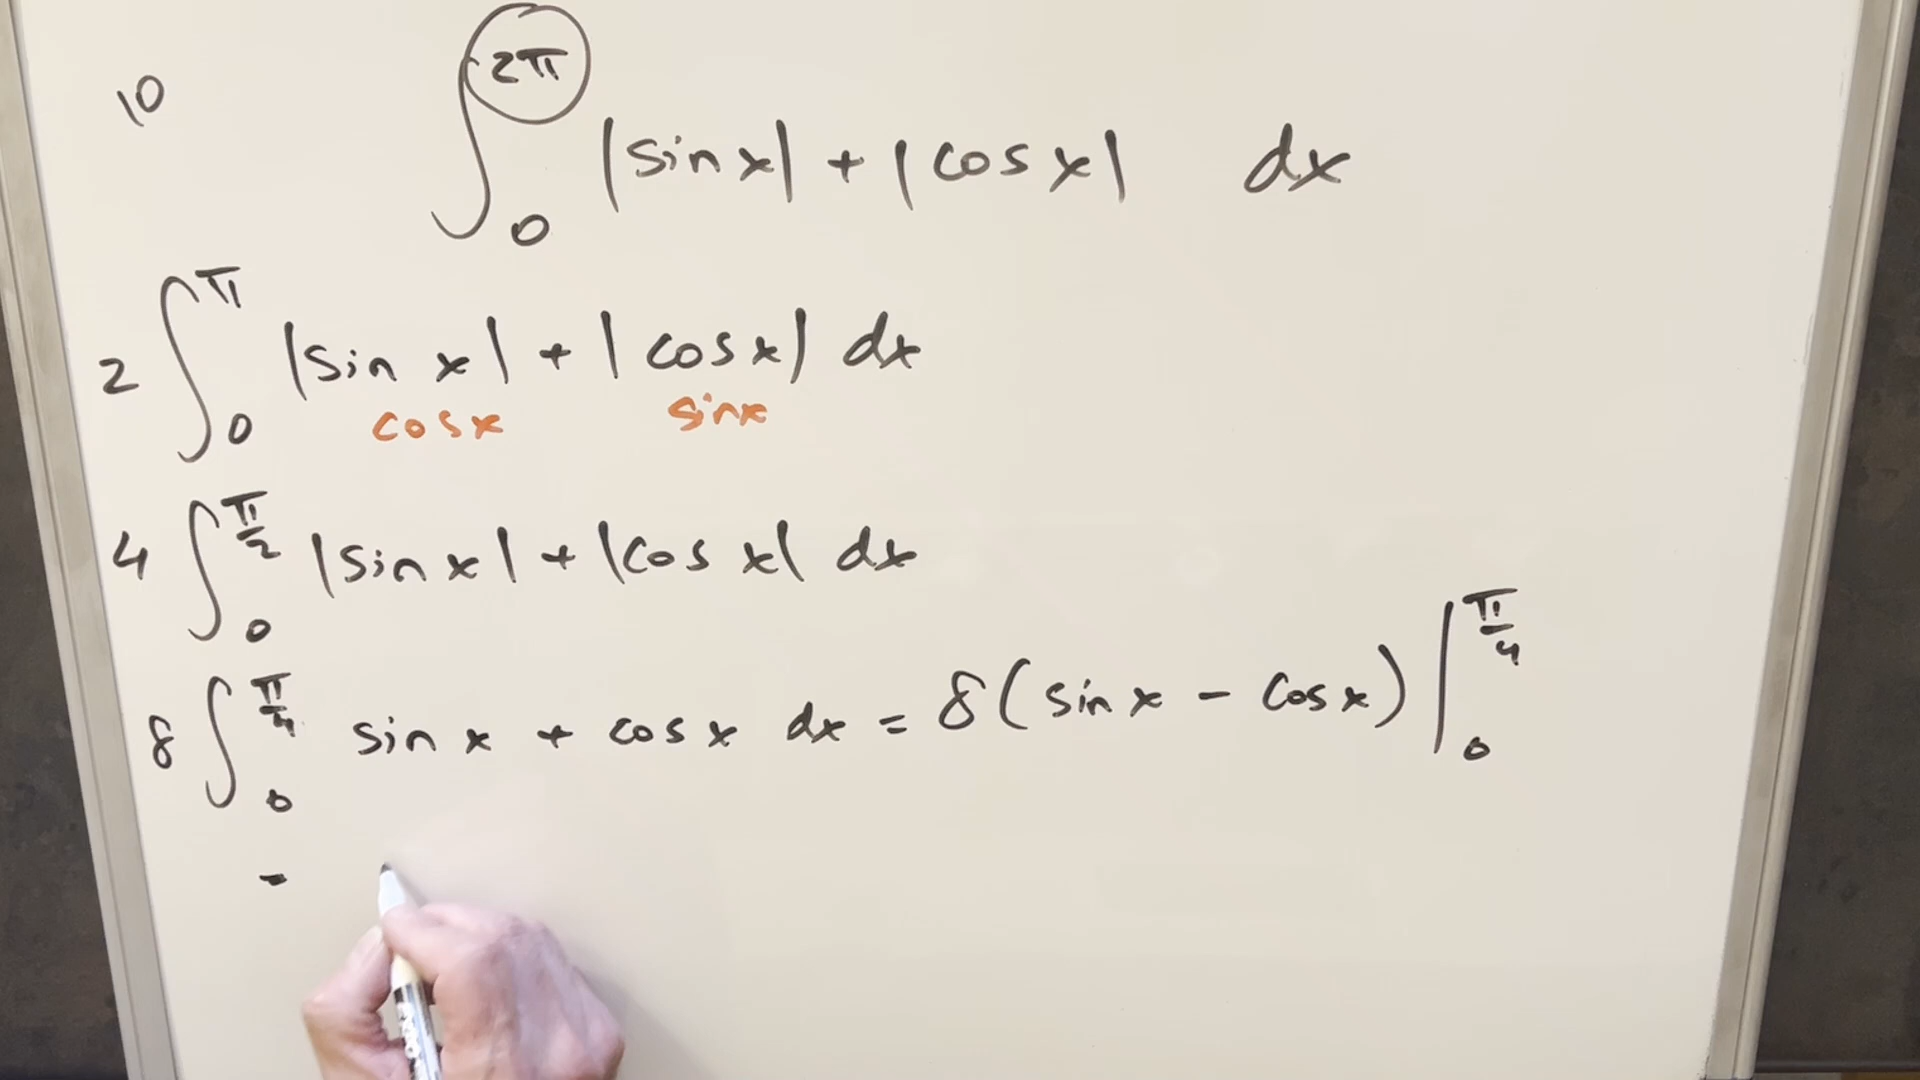 10
∫₀^2π |sin x| + |cos x| dx
2 ∫₀^π |sin x| + |cos x| dx
cos x sin x
4 ∫₀^(π/2) |sin x| + |cos x| dx
8 ∫₀^(π/4) sin x + cos x dx = 8(sin x - cos x) |₀^(π/4)
-
EXPO